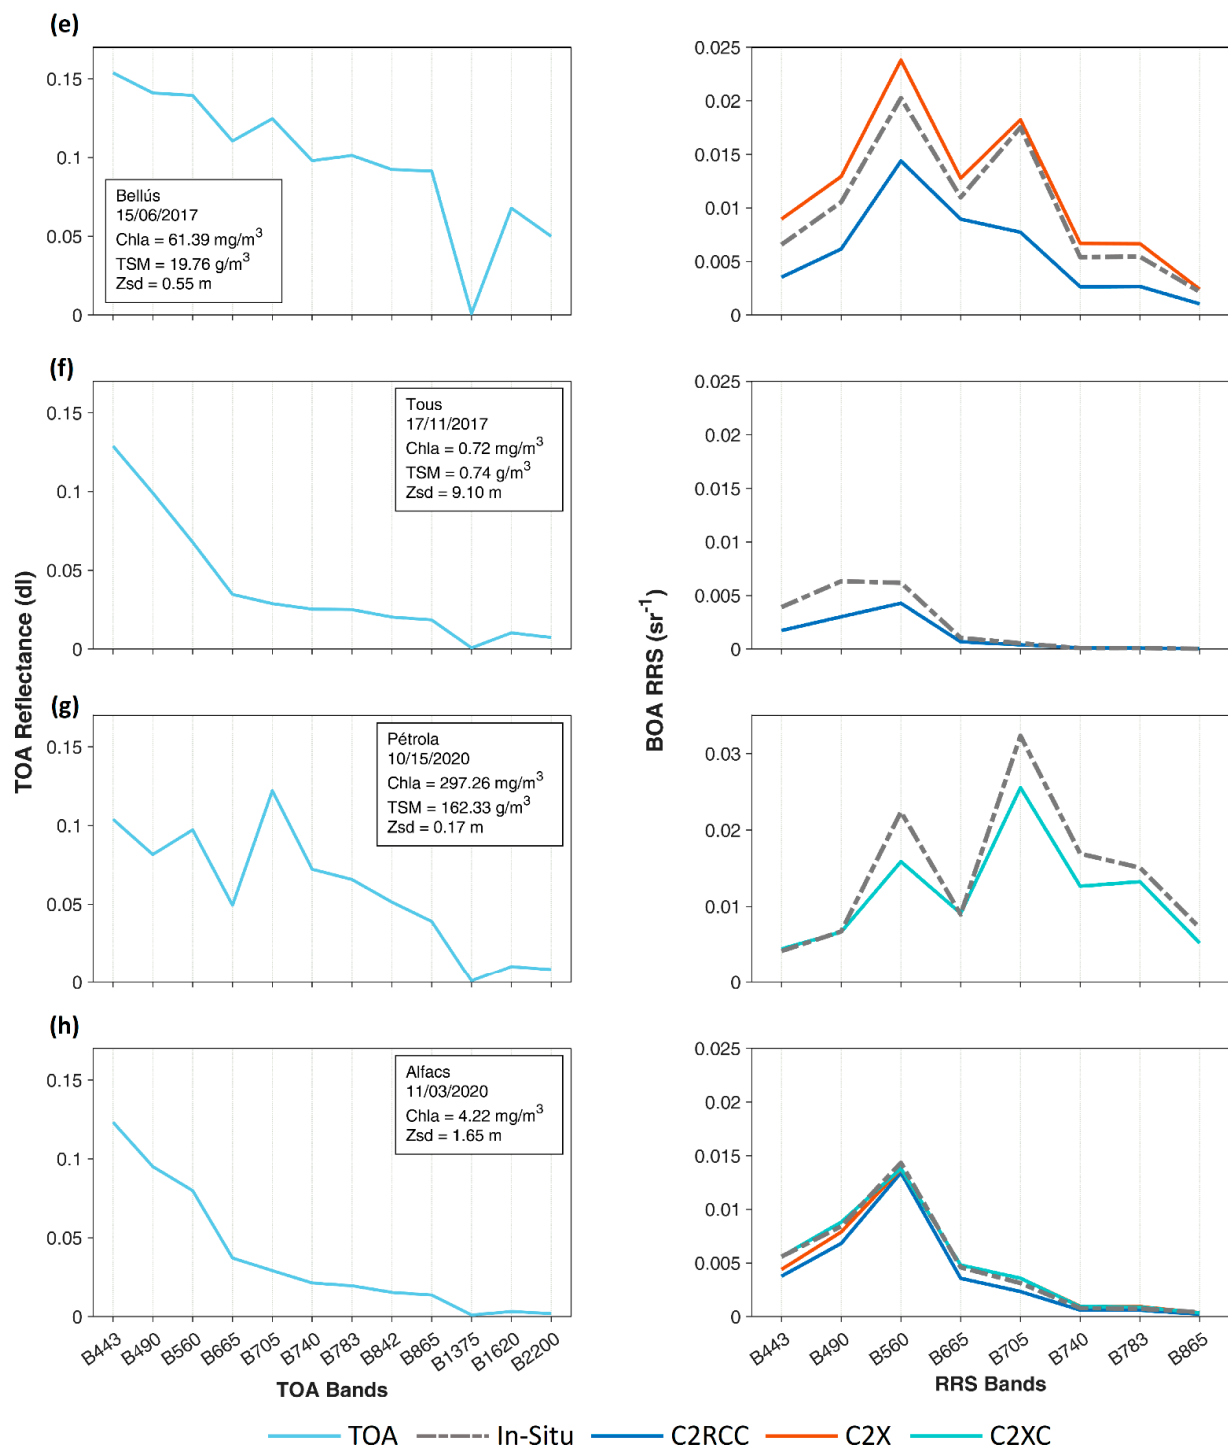 (e)
0.15
0.1
0.05
0
Bellús
15/06/2017
Chla = 61.39 mg/m³
TSM = 19.76 g/m³
Zsd = 0.55 m
0.025
0.02
0.015
0.01
0.005
0
(f)
0.15
0.1
0.05
0
Tous
17/11/2017
Chla = 0.72 mg/m³
TSM = 0.74 g/m³
Zsd = 9.10 m
0.025
0.02
0.015
0.01
0.005
0
TOA Reflectance (dl)
BOA RRS (sr⁻¹)
(g)
0.15
0.1
0.05
0
Pétrola
10/15/2020
Chla = 297.26 mg/m³
TSM = 162.33 g/m³
Zsd = 0.17 m
0.03
0.02
0.01
0
(h)
0.15
0.1
0.05
0
Alfacs
11/03/2020
Chla = 4.22 mg/m³
Zsd = 1.65 m
0.025
0.02
0.015
0.01
0.005
0
B443 B490 B560 B665 B705 B740 B783 B842 B865 B1375 B1620 B2200
TOA Bands
B443 B490 B560 B665 B705 B740 B783 B865
RRS Bands
TOA In-Situ C2RCC C2X C2XC